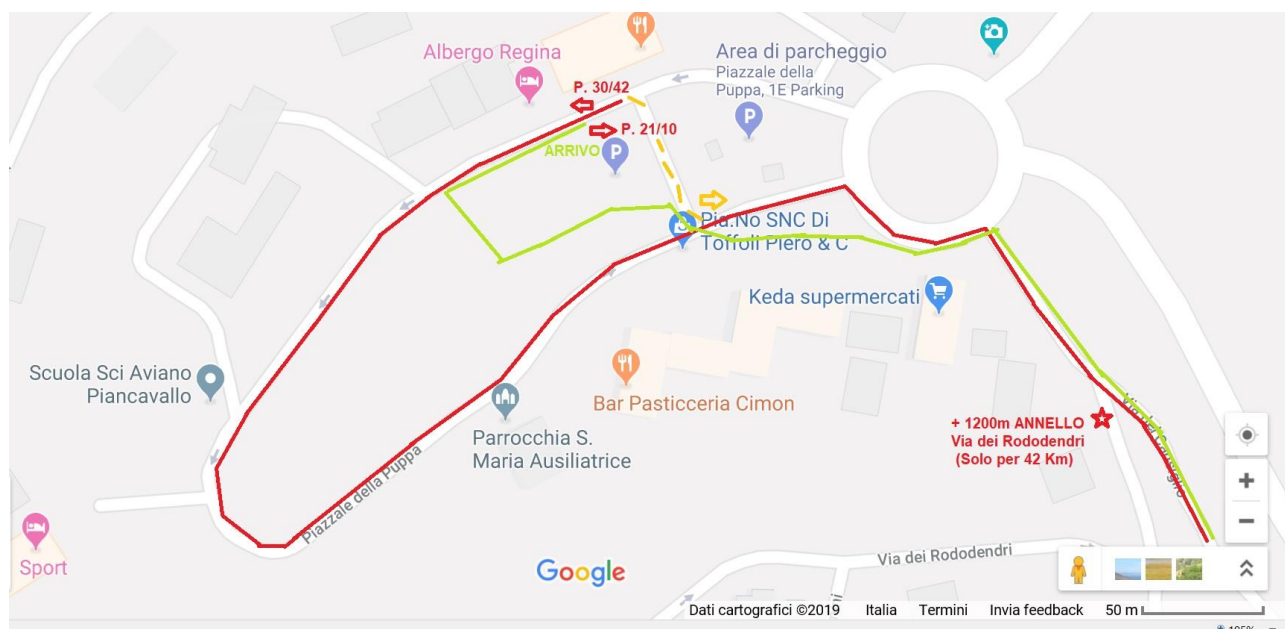 Albergo Regina
Area di parcheggio
Piazzale della
Puppa, 1E Parking
P. 30/42
P. 21/10
ARRIVO
P
P
Pia.No SNC Di
Toffoli Piero & C
Keda supermercati
Scuola Sci Aviano
Piancavallo
Bar Pasticceria Cimon
Parrocchia S.
Maria Ausiliatrice
Piazzale della Puppa
+ 1200m ANNELLO
Via dei Rododendri
(Solo per 42 Km)
Sport
Google
Via dei Rododendri
Dati cartografici ©2019 Italia Termini Invia feedback 50 m